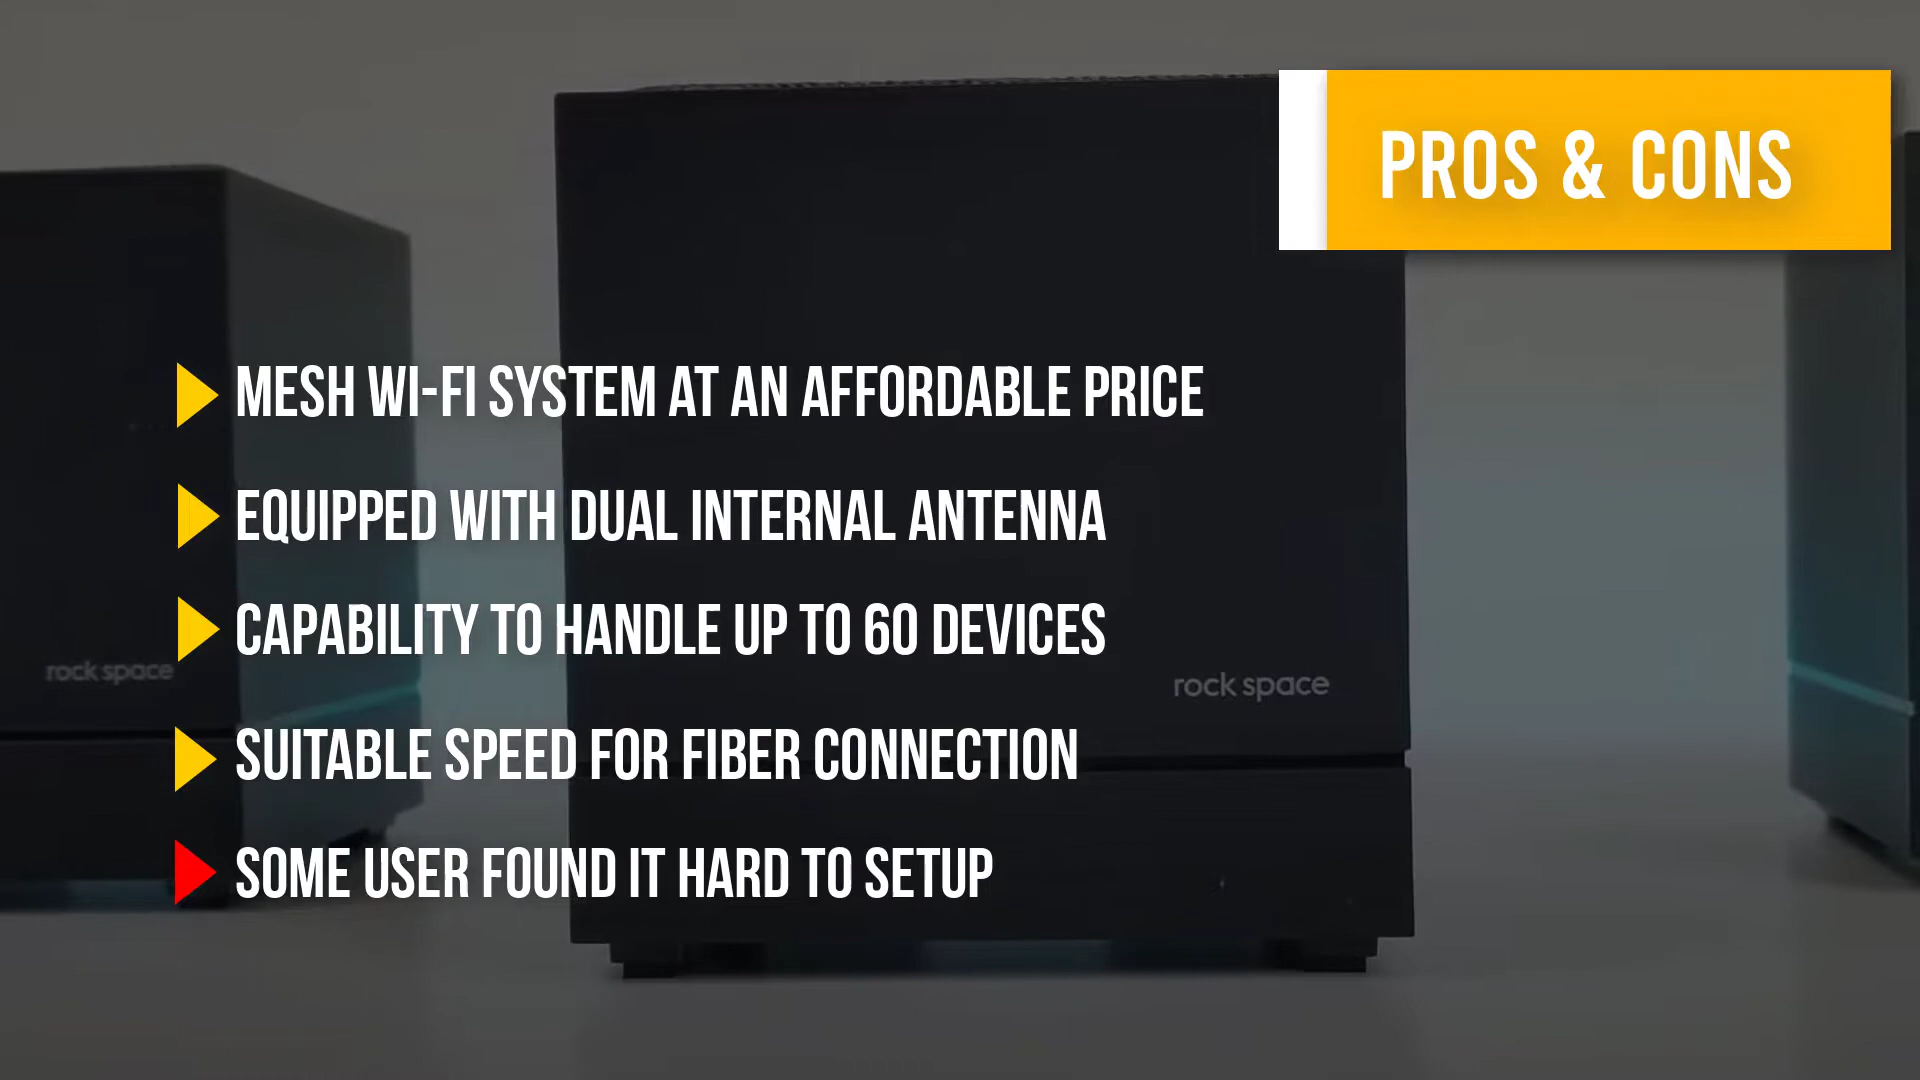 PROS & CONS
MESH WI-FI SYSTEM AT AN AFFORDABLE PRICE
EQUIPPED WITH DUAL INTERNAL ANTENNA
CAPABILITY TO HANDLE UP TO 60 DEVICES
rock space
rock space
SUITABLE SPEED FOR FIBER CONNECTION
SOME USER FOUND IT HARD TO SETUP